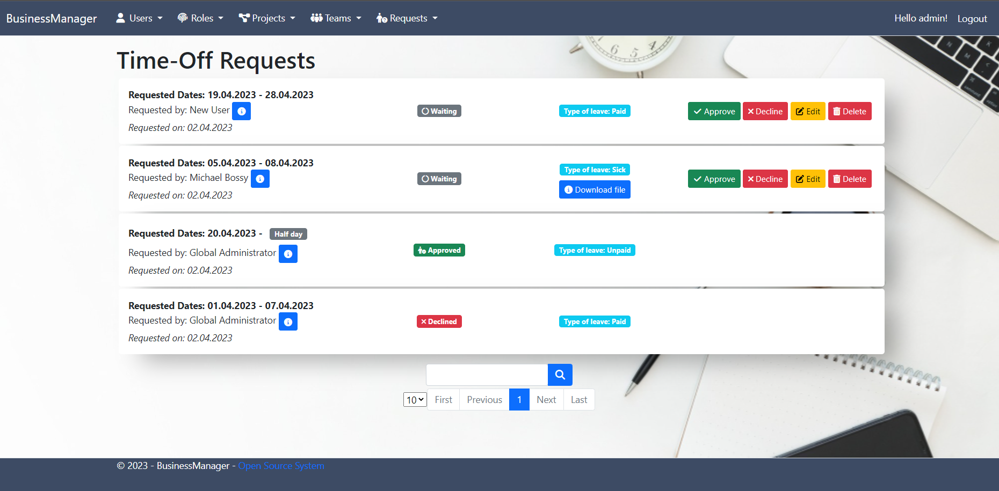 BusinessManager Users Roles Projects Teams Requests Hello admin! Logout
Time-Off Requests
Requested Dates: 19.04.2023 - 28.04.2023
Requested by: New User
Requested on: 02.04.2023
Waiting
Type of leave: Paid
Approve Decline Edit Delete
Requested Dates: 05.04.2023 - 08.04.2023
Requested by: Michael Bossy
Requested on: 02.04.2023
Waiting
Type of leave: Sick
Download file
Approve Decline Edit Delete
Requested Dates: 20.04.2023 - Half day
Requested by: Global Administrator
Requested on: 02.04.2023
Approved
Type of leave: Unpaid
Requested Dates: 01.04.2023 - 07.04.2023
Requested by: Global Administrator
Requested on: 02.04.2023
Declined
Type of leave: Paid
10 First Previous 1 Next Last
© 2023 - BusinessManager - Open Source System